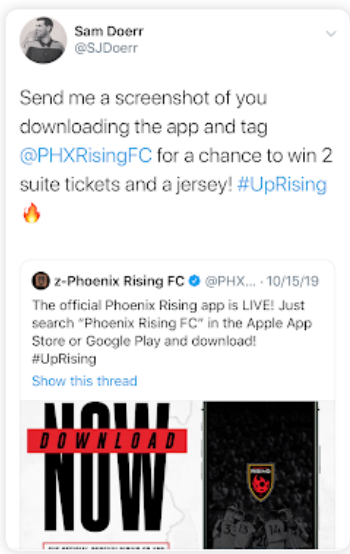 Sam Doerr
@SJDoerr
Send me a screenshot of you
downloading the app and tag
@PHXRisingFC for a chance to win 2
suite tickets and a jersey! #UpRising
🔥
z-Phoenix Rising FC @PHX... · 10/15/19
The official Phoenix Rising app is LIVE! Just
search “Phoenix Rising FC” in the Apple App
Store or Google Play and download!
#UpRising
Show this thread
NOW
DOWNLOAD
RISING